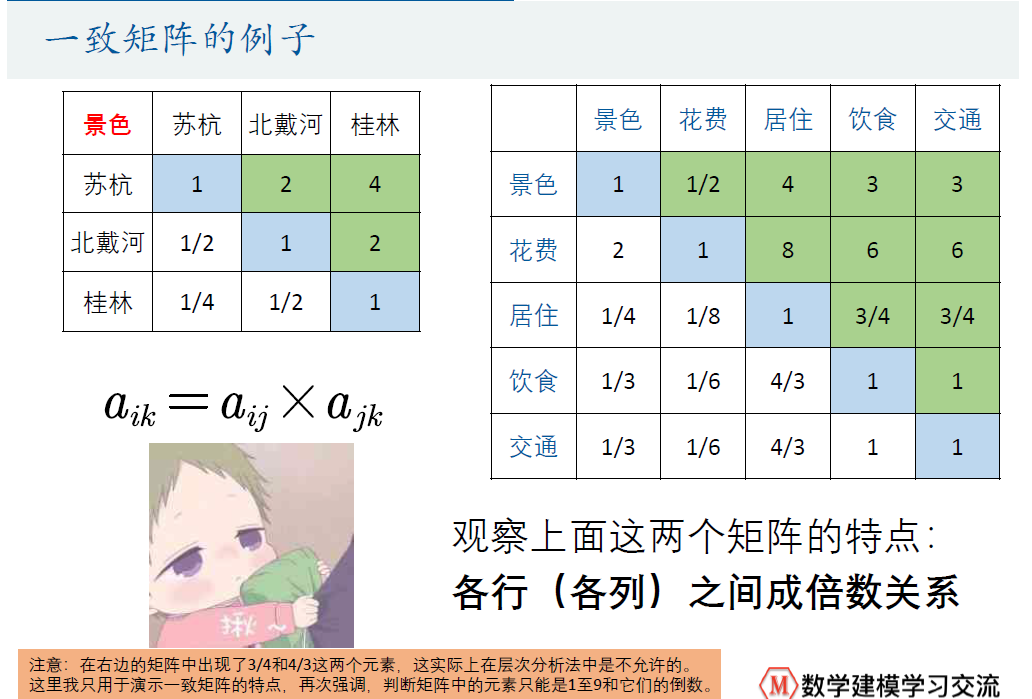 一致矩阵的例子
景色 苏杭 北戴河 桂林
苏杭 1 2 4
北戴河 1/2 1 2
桂林 1/4 1/2 1
景色 花费 居住 饮食 交通
景色 1 1/2 4 3 3
花费 2 1 8 6 6
居住 1/4 1/8 1 3/4 3/4
饮食 1/3 1/6 4/3 1 1
交通 1/3 1/6 4/3 1 1
a_{ik}=a_{ij}×a_{jk}
揪~
观察上面这两个矩阵的特点：
各行（各列）之间成倍数关系
注意：在右边的矩阵中出现了3/4和4/3这两个元素，这实际上在层次分析法中是不允许的。
这里我只用于演示一致矩阵的特点，再次强调，判断矩阵中的元素只能是1至9和它们的倒数。
M 数学建模学习交流